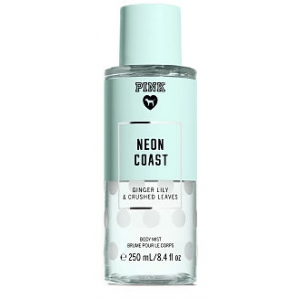 PINK
NEON
COAST
GINGER LILY
& CRUSHED LEAVES
BODY MIST
BRUME POUR LE CORPS
e 250 mL/8.4 fl oz